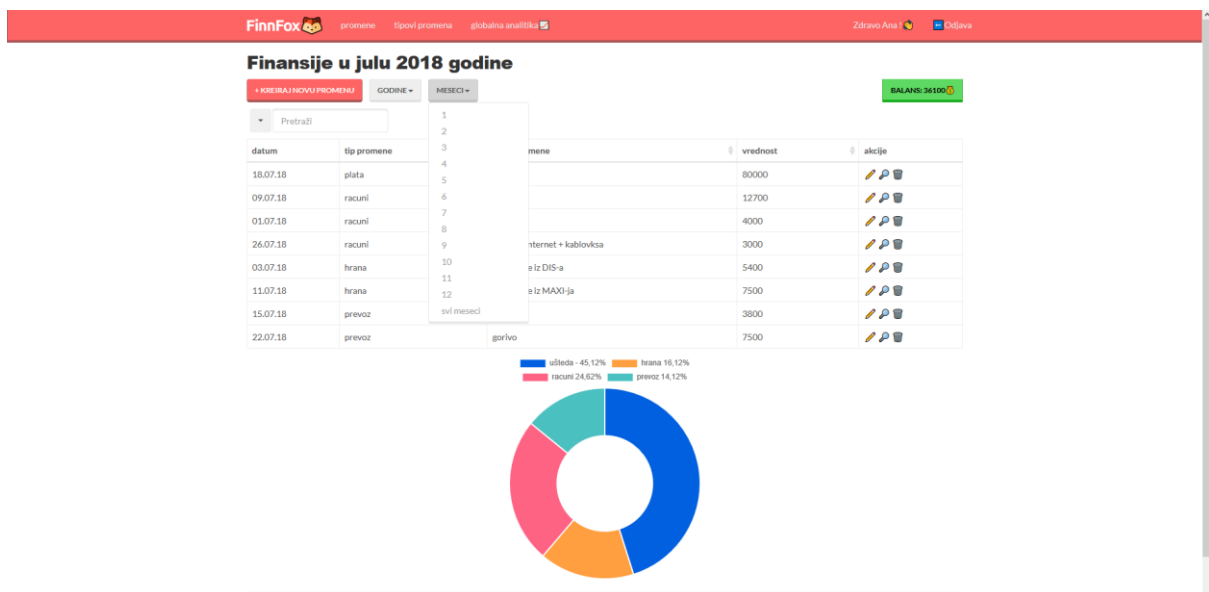 FinnFox promene tipovi promena globalna analitika Zdravo Ana ! Odjava
Finansije u julu 2018 godine
+ KREIRAJ NOVU PROMENU GODINE MESECI BALANS: 36100
Pretraži
1
2
3
4
5
6
7
8
9
10
11
12
svi meseci
datum tip promene mene vrednost akcije
18.07.18 plata 80000
09.07.18 racuni 12700
01.07.18 racuni 4000
26.07.18 racuni nternet + kablovksa 3000
03.07.18 hrana e iz DIS-a 5400
11.07.18 hrana e iz MAXI-ja 7500
15.07.18 prevoz 3800
22.07.18 prevoz gorivo 7500
ušteda - 45,12% hrana 16,12%
racuni 24,62% prevoz 14,12%